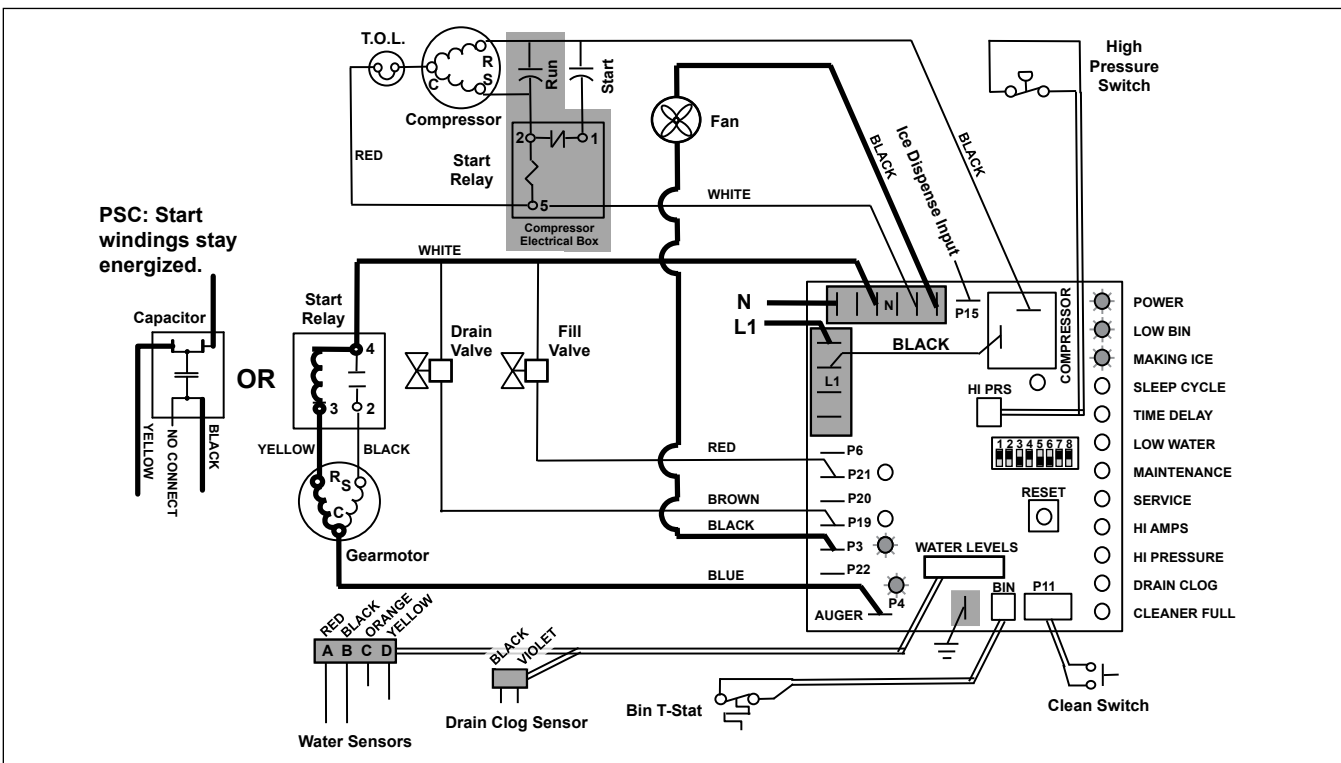 T.O.L.
R
S
C
Compressor
Run
Start
High
Pressure
Switch
Fan
2
1
5
Start
Relay
Compressor
Electrical Box
RED
WHITE
BLACK
Ice Dispense Input
BLACK
PSC: Start
windings stay
energized.
WHITE
Capacitor
YELLOW
NO CONNECT
BLACK
OR
Start
Relay
4
3
2
YELLOW
BLACK
R
S
C
Gearmotor
Drain
Valve
Fill
Valve
N
L1
N
P15
L1
BLACK
COMPRESSOR
HI PRS
1 2 3 4 5 6 7 8
RESET
RED
BROWN
BLACK
BLUE
P6
P21
P20
P19
P3
P22
P4
AUGER
WATER LEVELS
BIN
P11
POWER
LOW BIN
MAKING ICE
SLEEP CYCLE
TIME DELAY
LOW WATER
MAINTENANCE
SERVICE
HI AMPS
HI PRESSURE
DRAIN CLOG
CLEANER FULL
RED
BLACK
ORANGE
YELLOW
A B C D
Water Sensors
BLACK
VIOLET
Drain Clog Sensor
Bin T-Stat
Clean Switch